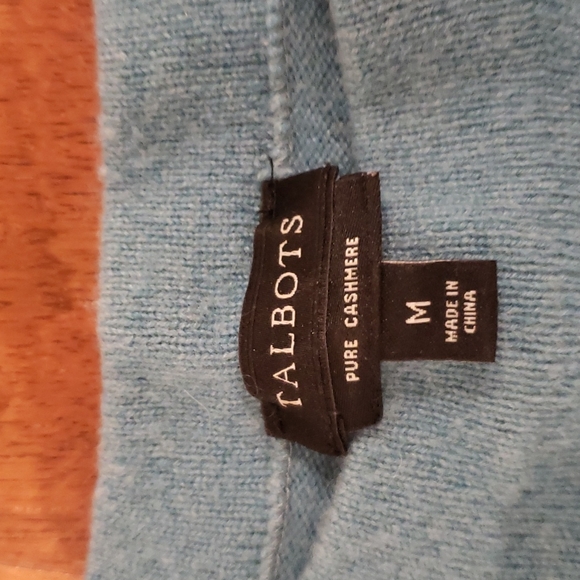 TALBOTS
PURE CASHMERE
M
MADE IN
CHINA